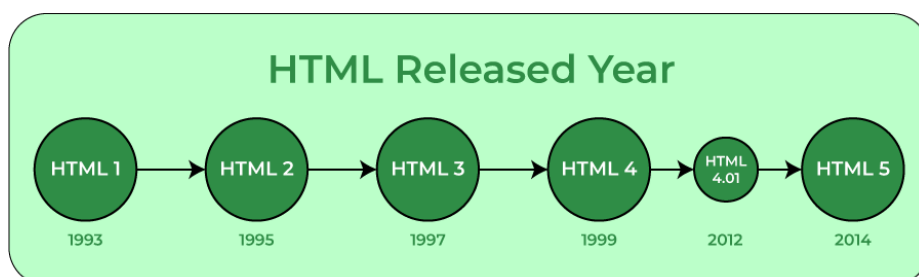 HTML Released Year
HTML 1
HTML 2
HTML 3
HTML 4
HTML
4.01
HTML 5
1993
1995
1997
1999
2012
2014